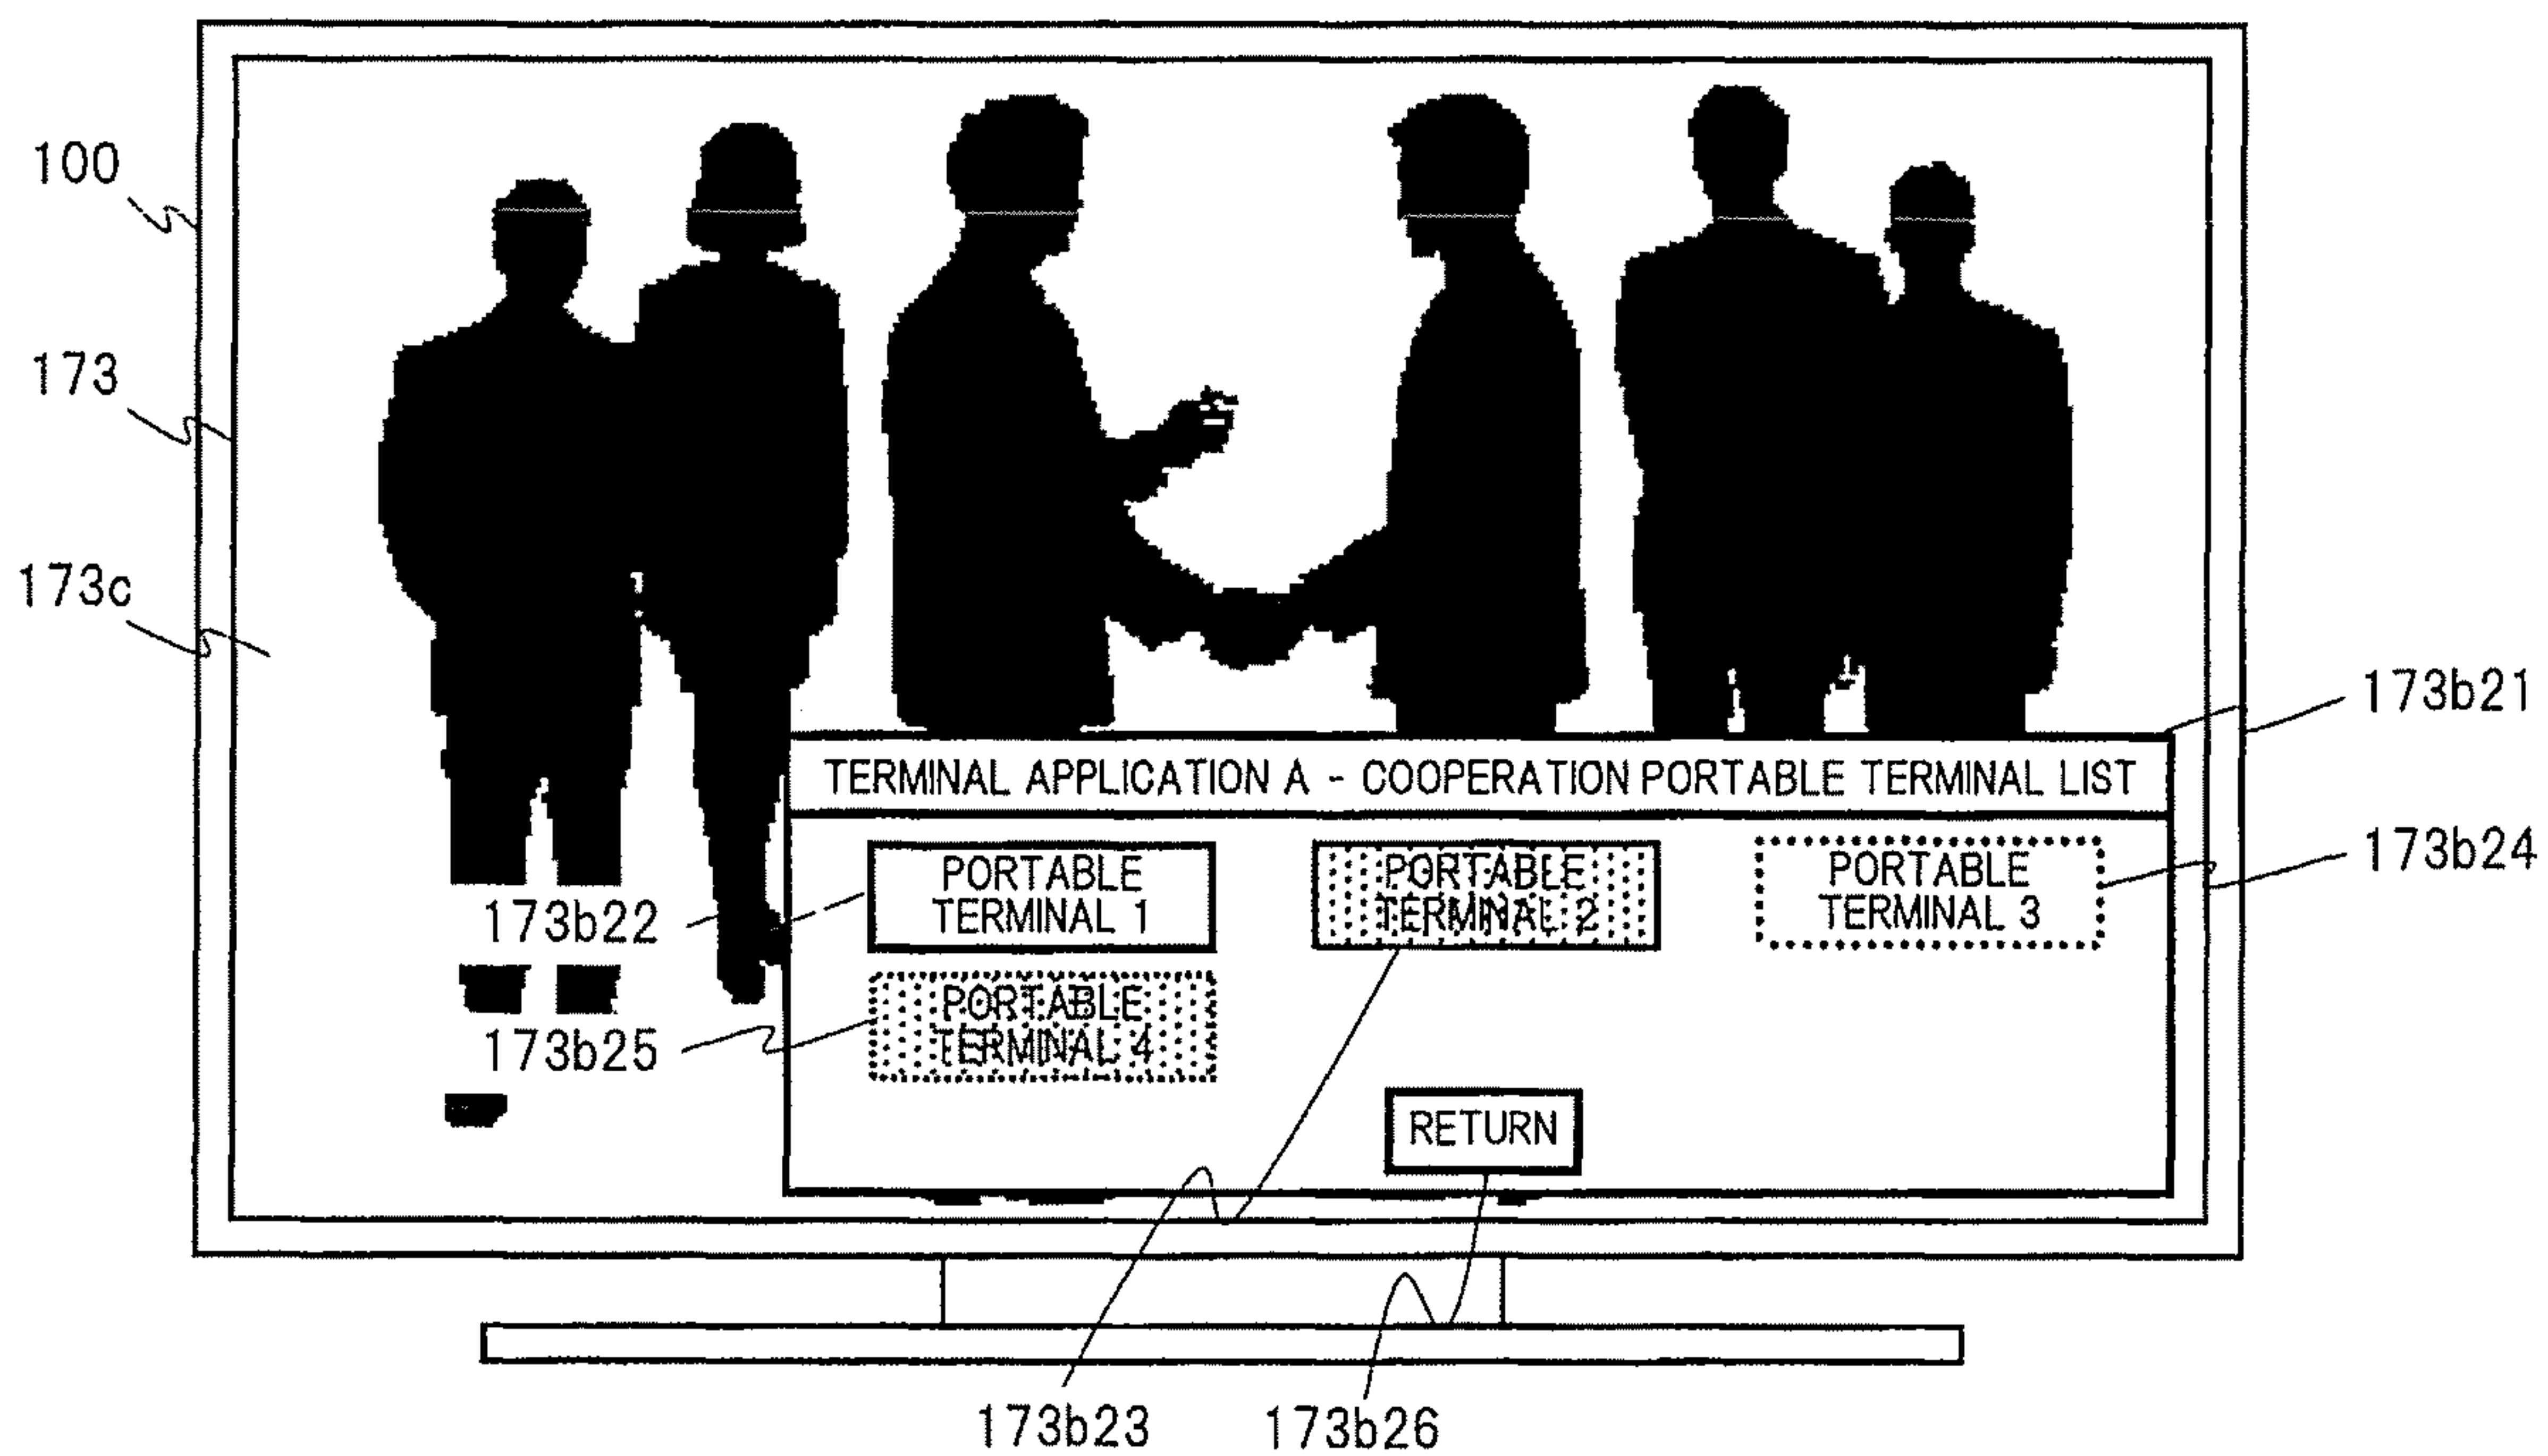 100
173
173c
173b21
TERMINAL APPLICATION A - COOPERATION PORTABLE TERMINAL LIST
173b24
PORTABLE
TERMINAL 1
PORTABLE
TERMINAL 2
PORTABLE
TERMINAL 3
173b22
PORTABLE
TERMINAL 4
173b25
RETURN
173b23
173b26